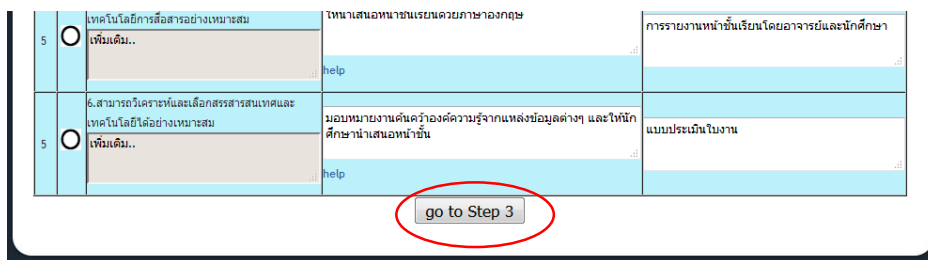 5
เทคโนโลยีการสื่อสารอย่างเหมาะสม
เพิ่มเติม..
ให้นำเสนอหน้าชั้นเรียนด้วยภาษาอังกฤษ
help
การรายงานหน้าชั้นเรียนโดยอาจารย์และนักศึกษา
5
6.สามารถวิเคราะห์และเลือกสรรสารสนเทศและ
เทคโนโลยีได้อย่างเหมาะสม
เพิ่มเติม..
มอบหมายงานค้นคว้าองค์ความรู้จากแหล่งข้อมูลต่างๆ และให้นัก
ศึกษานำเสนอหน้าชั้น
help
แบบประเมินใบงาน
go to Step 3